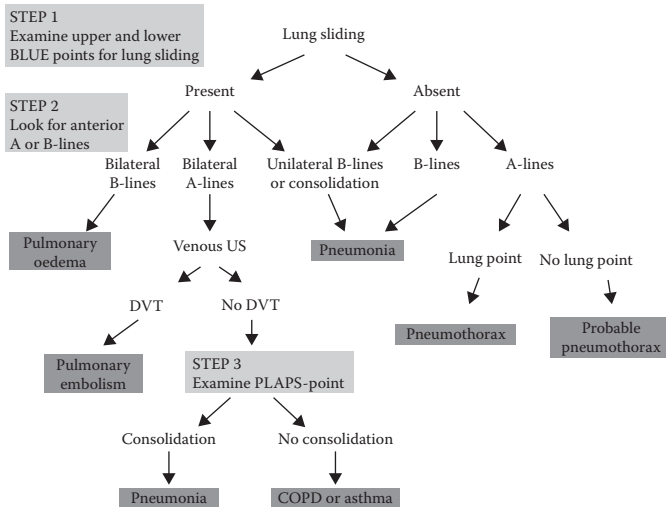 STEP 1
Examine upper and lower
BLUE points for lung sliding
Lung sliding
Present
Absent
STEP 2
Look for anterior
A or B-lines
Bilateral
B-lines
Bilateral
A-lines
Unilateral B-lines
or consolidation
B-lines
A-lines
Pulmonary
oedema
Venous US
Pneumonia
Lung point
No lung point
DVT
No DVT
Pneumothorax
Probable
pneumothorax
Pulmonary
embolism
STEP 3
Examine PLAPS-point
Consolidation
No consolidation
Pneumonia
COPD or asthma